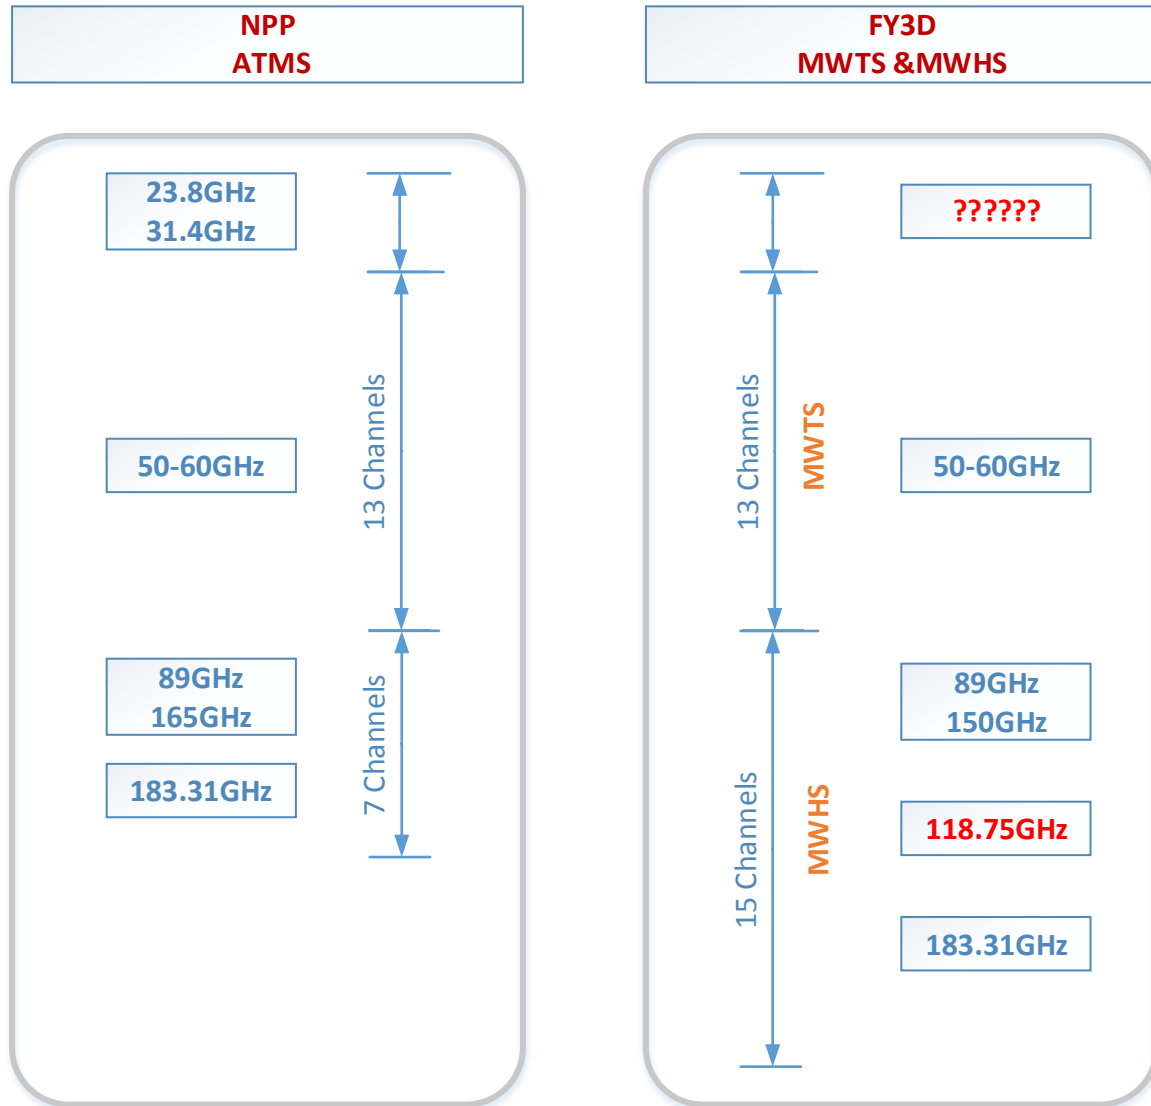 NPP
ATMS
23.8GHz
31.4GHz
50-60GHz
13 Channels
89GHz
165GHz
183.31GHz
7 Channels
FY3D
MWTS &MWHS
??????
13 Channels
MWTS
50-60GHz
89GHz
150GHz
15 Channels
MWHS
118.75GHz
183.31GHz